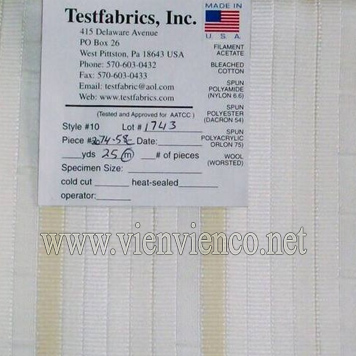 Testfabrics, Inc.
415 Delaware Avenue
PO Box 26
West Pittston, Pa 18643 USA
Phone: 570-603-0432
Fax: 570-603-0433
Email: testfabric@aol.com
Web: www.testfabrics.com
(Tested and Approved for AATCC )
Style #10 Lot #1743
Piece # Date:
yds 25 m # of pieces
Specimen Size:
cold cut heat-sealed
operator:
MADE IN
U. S. A.
FILAMENT
ACETATE
BLEACHED
COTTON
SPUN
POLYAMIDE
(NYLON 6.6)
SPUN
POLYESTER
(DACRON 54)
SPUN
POLYACRYLIC
ORLON 75)
WOOL
(WORSTED)
www.vienvienco.net